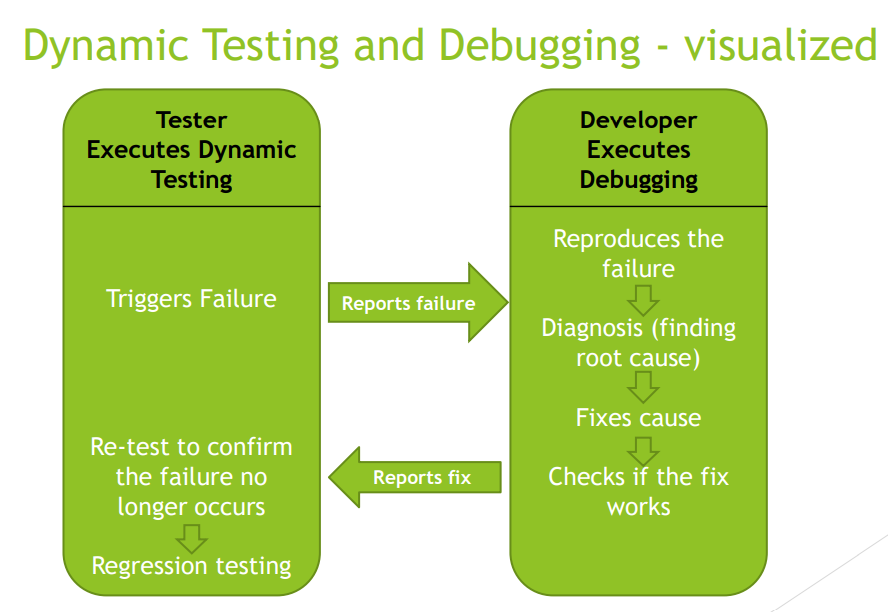 Dynamic Testing and Debugging - visualized
Tester
Executes Dynamic
Testing
Triggers Failure
Reports failure
Developer
Executes
Debugging
Reproduces the
failure
Diagnosis (finding
root cause)
Fixes cause
Checks if the fix
works
Reports fix
Re-test to confirm
the failure no
longer occurs
Regression testing